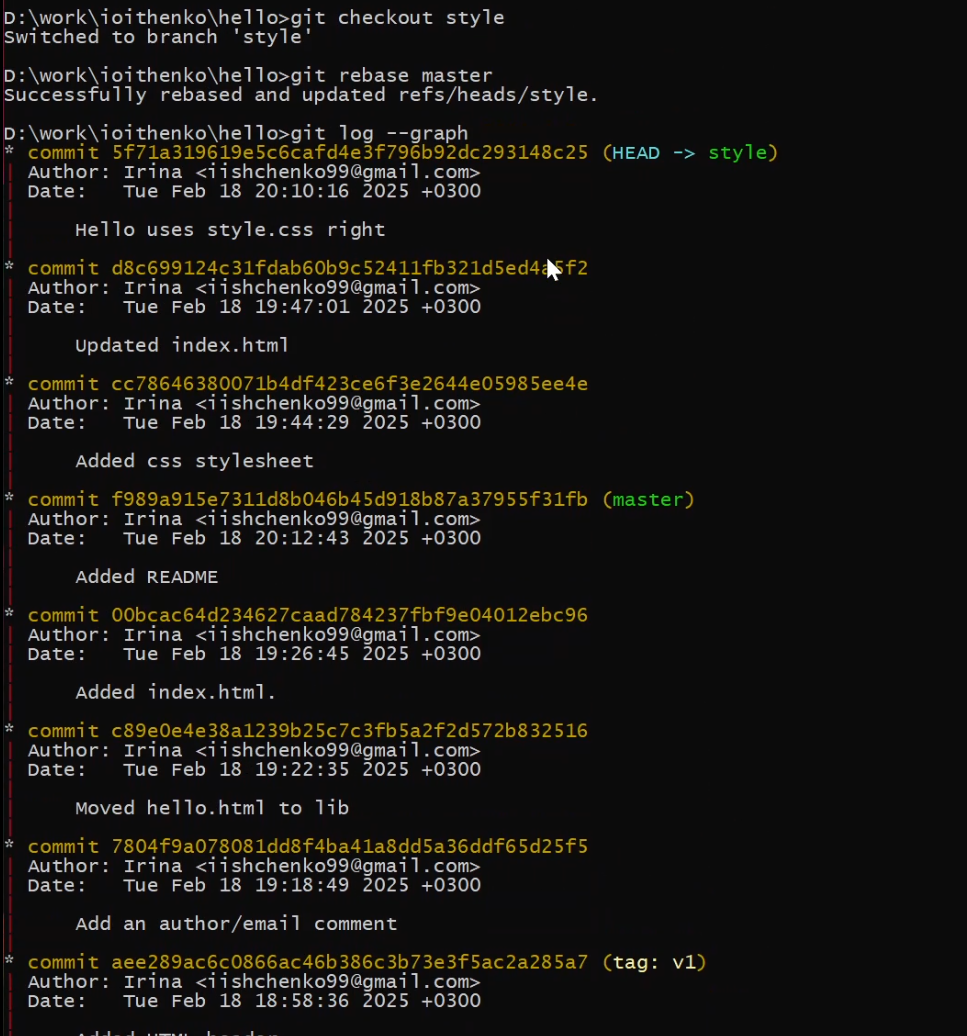 D:\work\ioithenko\hello>git checkout style
Switched to branch 'style'
D:\work\ioithenko\hello>git rebase master
Successfully rebased and updated refs/heads/style.
D:\work\ioithenko\hello>git log --graph
* commit 5f71a319619e5c6cafd4e3f796b92dc293148c25 (HEAD -> style)
| Author: Irina <iishchenko99@gmail.com>
| Date:   Tue Feb 18 20:10:16 2025 +0300
|
|     Hello uses style.css right
|
* commit d8c699124c31fdab60b9c52411fb321d5ed4a5f2
| Author: Irina <iishchenko99@gmail.com>
| Date:   Tue Feb 18 19:47:01 2025 +0300
|
|     Updated index.html
|
* commit cc78646380071b4df423ce6f3e2644e05985ee4e
| Author: Irina <iishchenko99@gmail.com>
| Date:   Tue Feb 18 19:44:29 2025 +0300
|
|     Added css stylesheet
|
* commit f989a915e7311d8b046b45d918b87a37955f31fb (master)
| Author: Irina <iishchenko99@gmail.com>
| Date:   Tue Feb 18 20:12:43 2025 +0300
|
|     Added README
|
* commit 00bcac64d234627caad784237fbf9e04012ebc96
| Author: Irina <iishchenko99@gmail.com>
| Date:   Tue Feb 18 19:26:45 2025 +0300
|
|     Added index.html.
|
* commit c89e0e4e38a1239b25c7c3fb5a2f2d572b832516
| Author: Irina <iishchenko99@gmail.com>
| Date:   Tue Feb 18 19:22:35 2025 +0300
|
|     Moved hello.html to lib
|
* commit 7804f9a078081dd8f4ba41a8dd5a36ddf65d25f5
| Author: Irina <iishchenko99@gmail.com>
| Date:   Tue Feb 18 19:18:49 2025 +0300
|
|     Add an author/email comment
|
* commit aee289ac6c0866ac46b386c3b73e3f5ac2a285a7 (tag: v1)
| Author: Irina <iishchenko99@gmail.com>
| Date:   Tue Feb 18 18:58:36 2025 +0300
|
|     Added HTML header